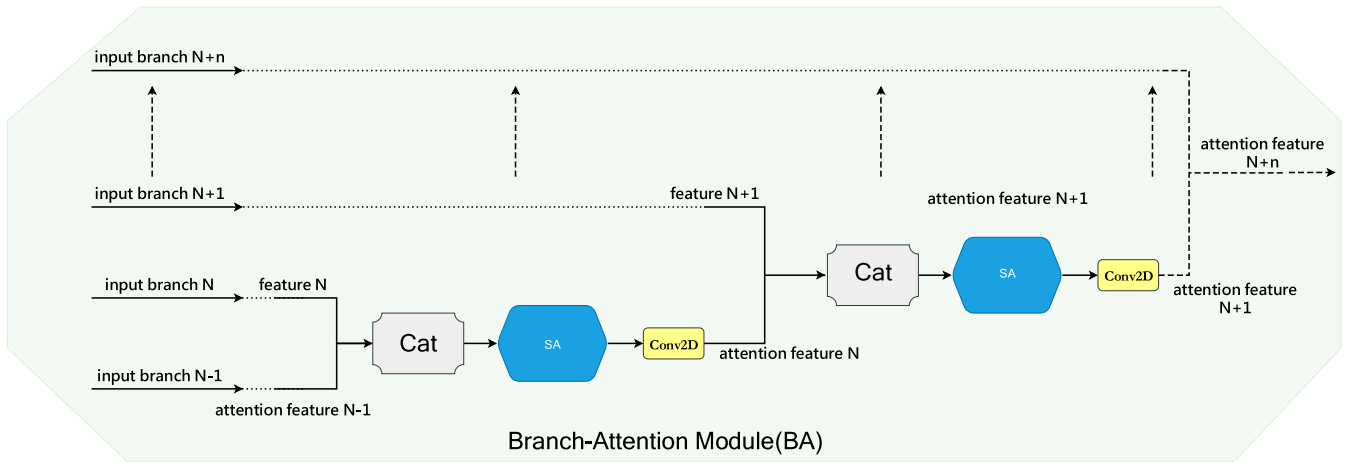 input branch N+n
attention feature
N+n
input branch N+1
feature N+1
attention feature N+1
Cat
SA
Conv2D
attention feature
N+1
input branch N
feature N
Cat
SA
Conv2D
attention feature N
input branch N-1
attention feature N-1
Branch-Attention Module(BA)